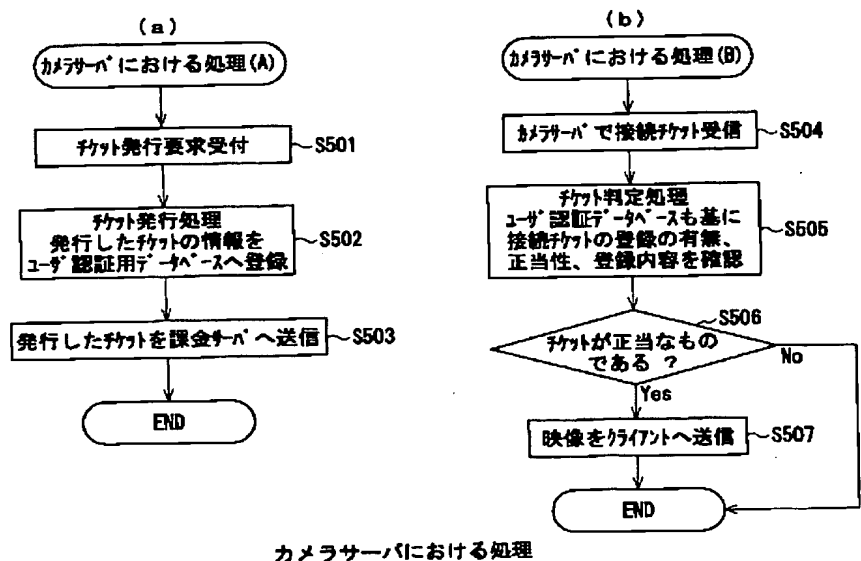 (a)
カメラサーバにおける処理(A)
チケット発行要求受付
S501
チケット発行処理
発行したチケットの情報を
ユーザ認証用データベースへ登録
S502
発行したチケットを課金サーバへ送信
S503
END
(b)
カメラサーバにおける処理(B)
カメラサーバで接続チケット受信
S504
チケット判定処理
ユーザ認証データベースも基に
接続チケットの登録の有無、
正当性、登録内容を確認
S505
S506
チケットが正当なもの
である ?
No
Yes
映像をクライアントへ送信
S507
END
カメラサーバにおける処理